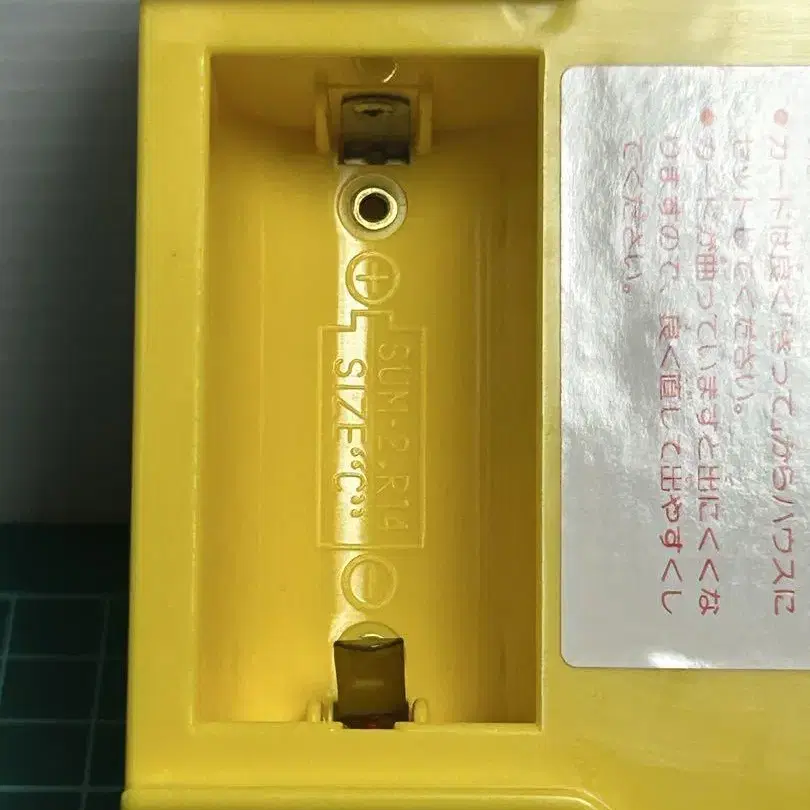 ⊕
SUM-2.R14
SIZE“C”
⊖
• カードは良くきってからハウスに
セットしてください。
• カードが曲っていますと出にくくな
りますので、良く直して出やすくし
てください。